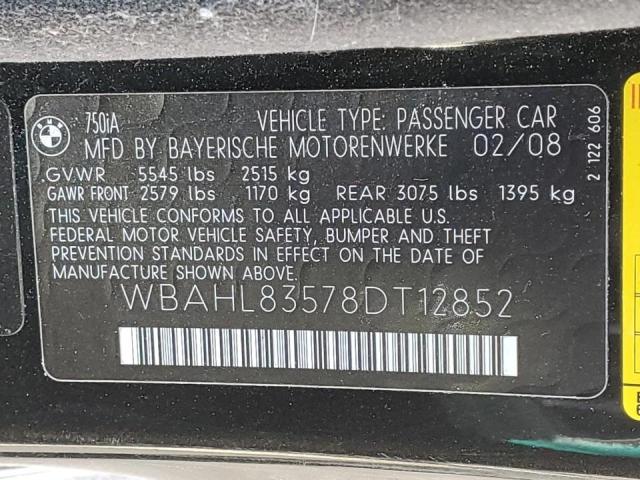 BMW
750iA VEHICLE TYPE: PASSENGER CAR
MFD BY BAYERISCHE MOTORENWERKE 02/08
GVWR 5545 lbs 2515 kg
GAWR FRONT 2579 lbs 1170 kg REAR 3075 lbs 1395 kg
THIS VEHICLE CONFORMS TO ALL APPLICABLE U.S.
FEDERAL MOTOR VEHICLE SAFETY, BUMPER AND THEFT
PREVENTION STANDARDS IN EFFECT ON THE DATE OF
MANUFACTURE SHOWN ABOVE.
WBAHL83578DT12852
2 122 606